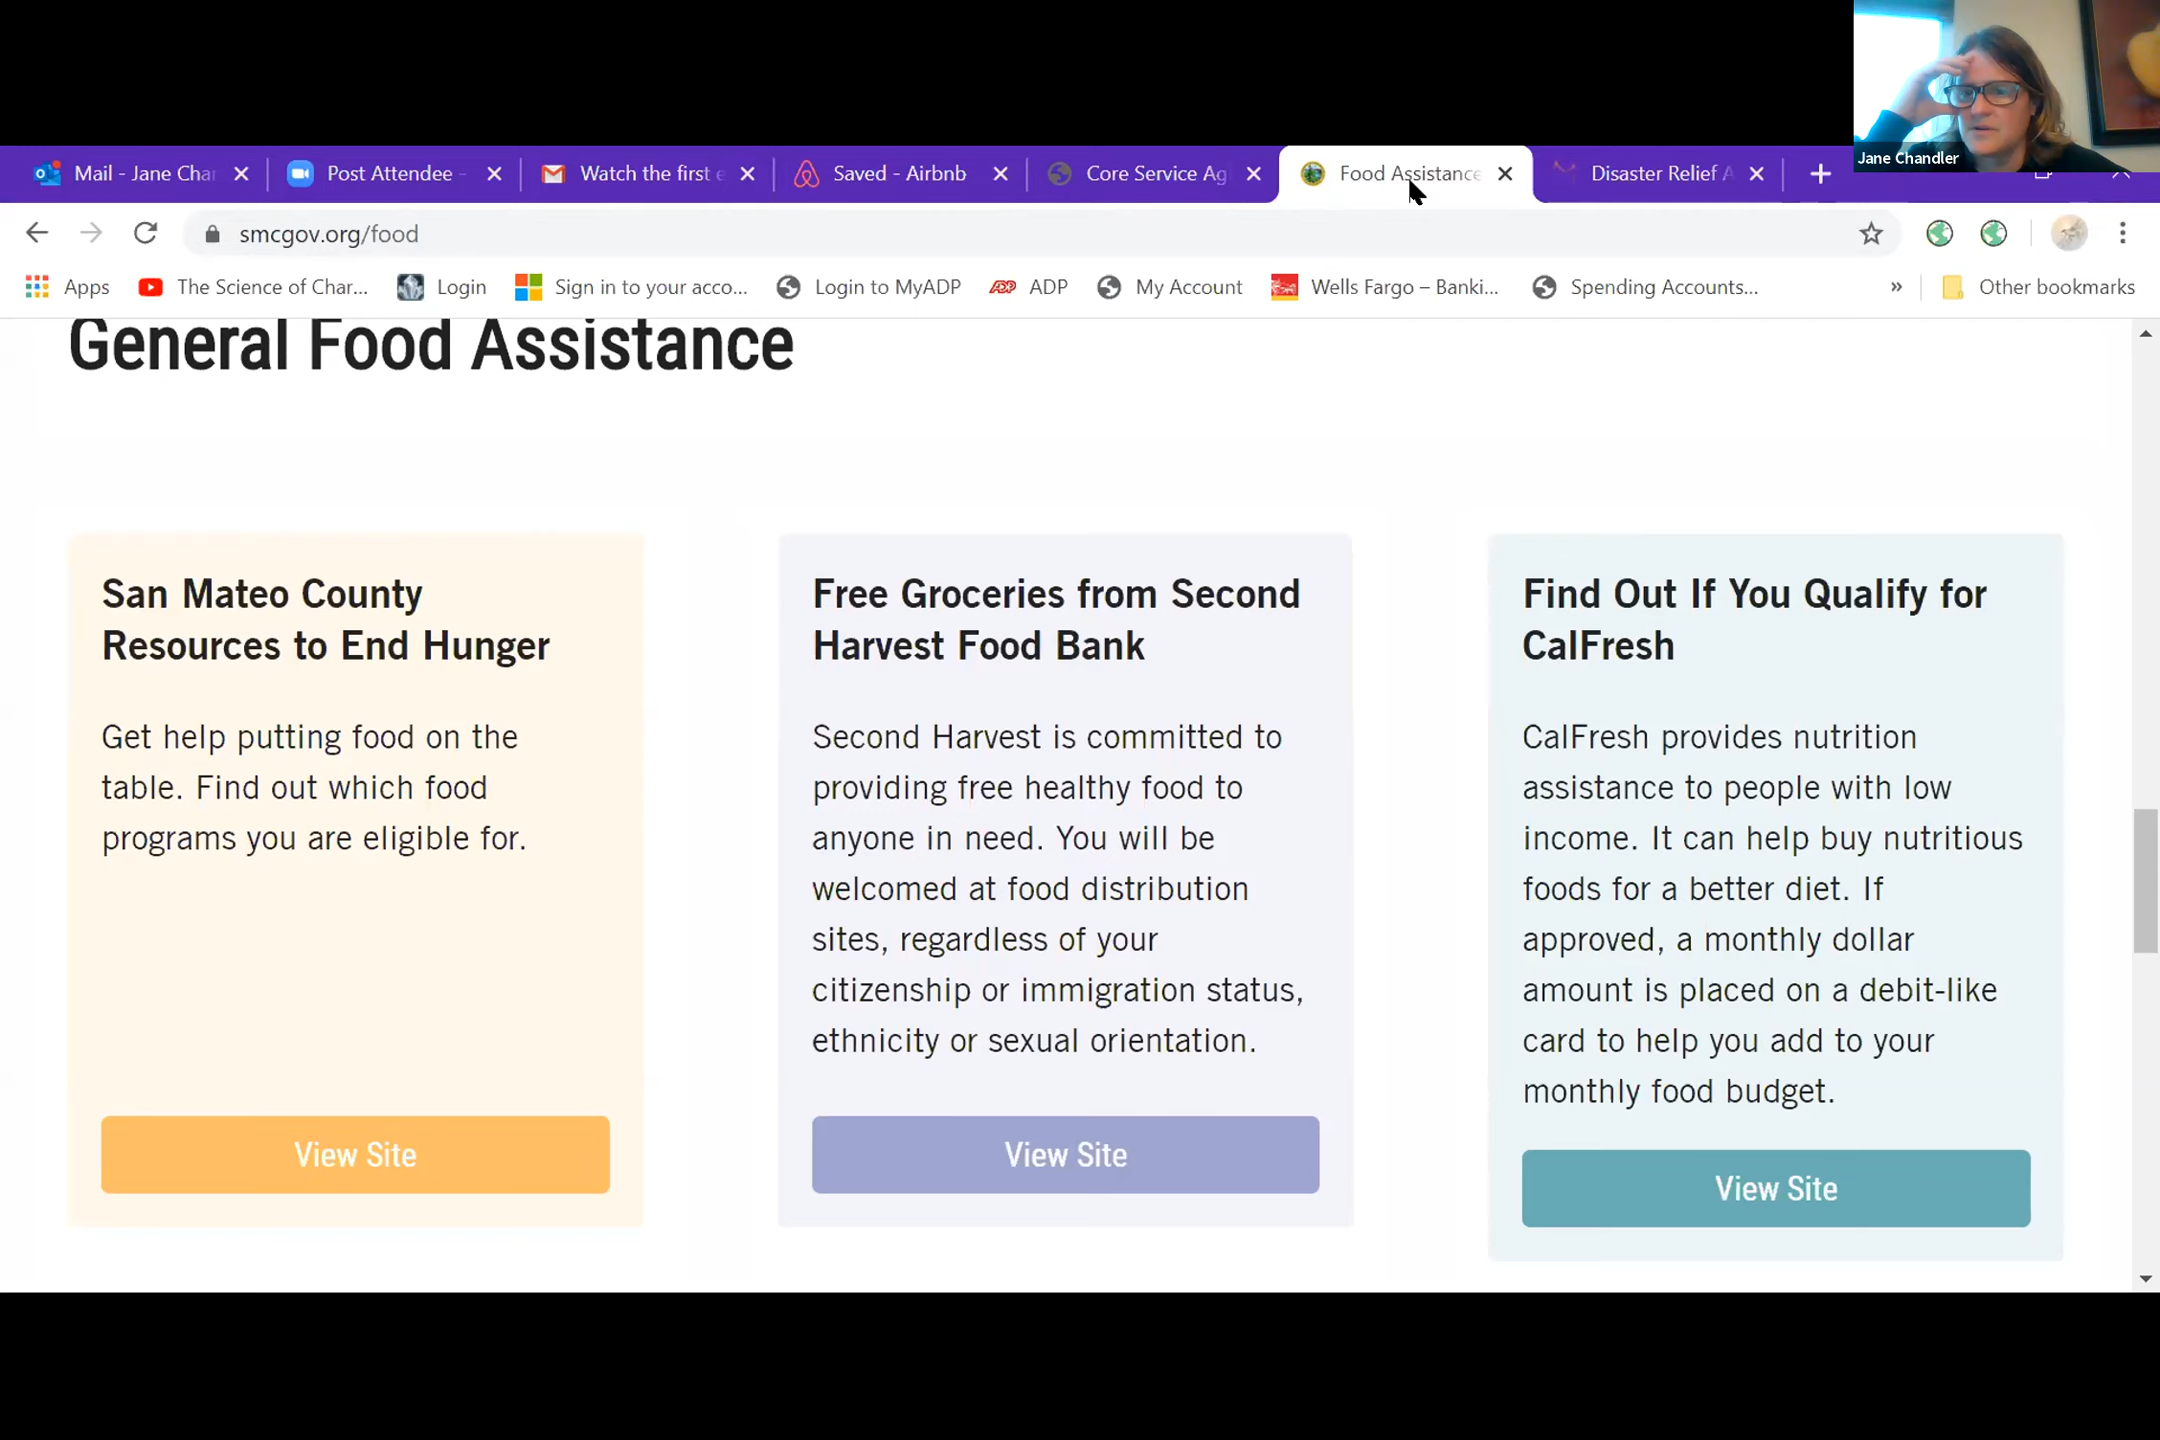 Jane Chandler
Mail - Jane Cha
Post Attendee -
Watch the first e
Saved - Airbnb
Core Service Ag
Food Assistance
Disaster Relief A
smcgov.org/food
Apps
The Science of Char...
Login
Sign in to your acco...
Login to MyADP
ADP
ADP
My Account
Wells Fargo – Banki...
Spending Accounts...
»
Other bookmarks
General Food Assistance
San Mateo County
Resources to End Hunger
Get help putting food on the
table. Find out which food
programs you are eligible for.
View Site
Free Groceries from Second
Harvest Food Bank
Second Harvest is committed to
providing free healthy food to
anyone in need. You will be
welcomed at food distribution
sites, regardless of your
citizenship or immigration status,
ethnicity or sexual orientation.
View Site
Find Out If You Qualify for
CalFresh
CalFresh provides nutrition
assistance to people with low
income. It can help buy nutritious
foods for a better diet. If
approved, a monthly dollar
amount is placed on a debit-like
card to help you add to your
monthly food budget.
View Site